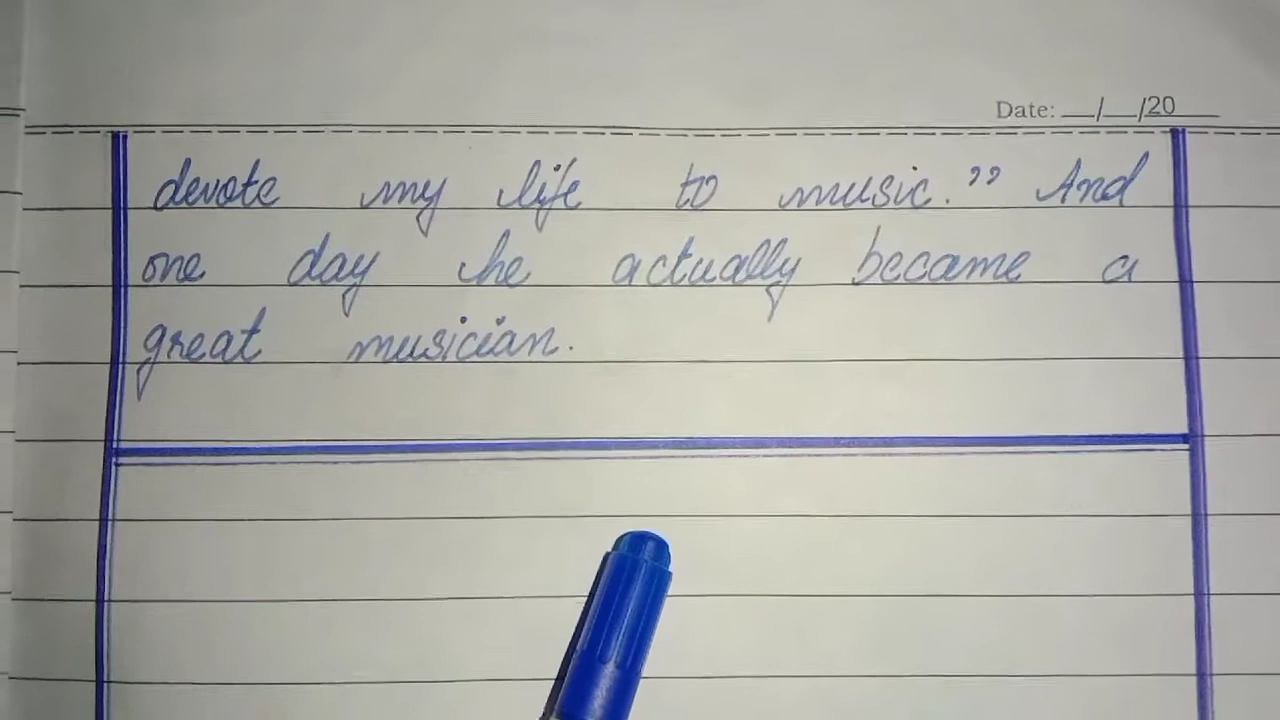 Date: __/__/20
devote my life to music.” And
one day he actually became a
great musician.